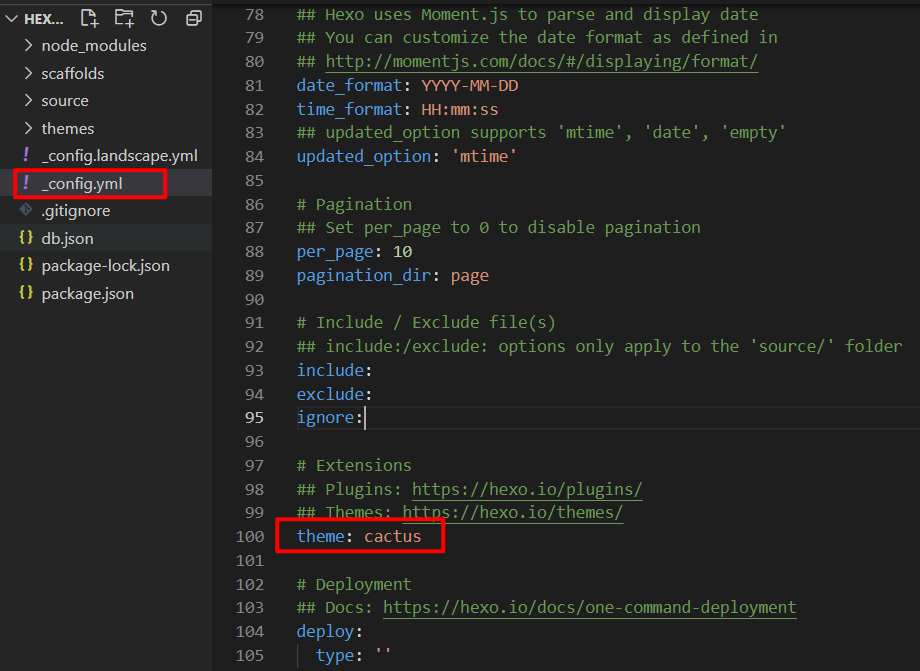 HEX...
node_modules
scaffolds
source
themes
! _config.landscape.yml
! _config.yml
.gitignore
{} db.json
{} package-lock.json
{} package.json
78 ## Hexo uses Moment.js to parse and display date
79 ## You can customize the date format as defined in
80 ## http://momentjs.com/docs/#/displaying/format/
81 date_format: YYYY-MM-DD
82 time_format: HH:mm:ss
83 ## updated_option supports 'mtime', 'date', 'empty'
84 updated_option: 'mtime'
85
86 # Pagination
87 ## Set per_page to 0 to disable pagination
88 per_page: 10
89 pagination_dir: page
90
91 # Include / Exclude file(s)
92 ## include:/exclude: options only apply to the 'source/' folder
93 include:
94 exclude:
95 ignore:
96
97 # Extensions
98 ## Plugins: https://hexo.io/plugins/
99 ## Themes: https://hexo.io/themes/
100 theme: cactus
101
102 # Deployment
103 ## Docs: https://hexo.io/docs/one-command-deployment
104 deploy:
105 type: ''